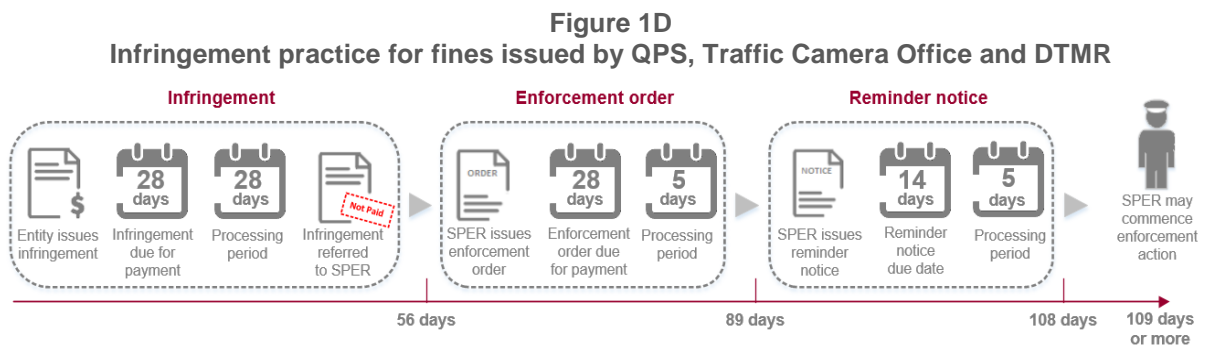 Figure 1D
Infringement practice for fines issued by QPS, Traffic Camera Office and DTMR
Infringement
Enforcement order
Reminder notice
$
28
days
28
days
Not Paid
ORDER
28
days
5
days
NOTICE
14
days
5
days
Entity issues
infringement
Infringement
due for
payment
Processing
period
Infringement
referred
to SPER
SPER issues
enforcement
order
Enforcement
order due
for payment
Processing
period
SPER issues
reminder
notice
Reminder
notice
due date
Processing
period
SPER may
commence
enforcement
action
56 days
89 days
108 days
109 days
or more